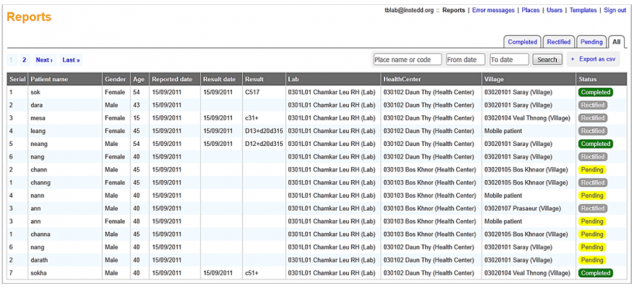 tblab@instedd.org :: Reports | Error messages | Places | Users | Templates | Sign out
Reports
Completed Rectified Pending All
1 2 Next › Last » Place name or code From date To date Search + Export as csv
Serial Patient name Gender Age Reported date Result date Result Lab HealthCenter Village Status
1 sok Female 54 15/09/2011 15/09/2011 C517 0301L01 Chamkar Leu RH (Lab) 030102 Daun Thy (Health Center) 03020101 Saray (Village) Completed
2 dara Male 43 15/09/2011 0301L01 Chamkar Leu RH (Lab) 030102 Daun Thy (Health Center) 03020101 Saray (Village) Rectified
3 mesa Female 15 15/09/2011 15/09/2011 c31+ 0301L01 Chamkar Leu RH (Lab) 030102 Daun Thy (Health Center) 03020104 Veal Thnong (Village) Rectified
4 leang Female 45 15/09/2011 15/09/2011 D13+d20d315 0301L01 Chamkar Leu RH (Lab) 030102 Daun Thy (Health Center) Mobile patient Rectified
5 neang Male 54 15/09/2011 15/09/2011 D12+d20d315 0301L01 Chamkar Leu RH (Lab) 030102 Daun Thy (Health Center) 03020101 Saray (Village) Completed
6 nang Female 40 15/09/2011 0301L01 Chamkar Leu RH (Lab) 030102 Daun Thy (Health Center) 03020101 Saray (Village) Rectified
2 chann Male 45 15/09/2011 0301L01 Chamkar Leu RH (Lab) 030103 Bos Khnor (Health Center) 03020105 Bos Khnaor (Village) Pending
1 channg Female 45 15/09/2011 0301L01 Chamkar Leu RH (Lab) 030103 Bos Khnor (Health Center) 03020105 Bos Khnaor (Village) Rectified
4 nann Male 40 15/09/2011 0301L01 Chamkar Leu RH (Lab) 030103 Bos Khnor (Health Center) Mobile patient Pending
3 ann Male 40 15/09/2011 0301L01 Chamkar Leu RH (Lab) 030103 Bos Khnor (Health Center) 03020107 Prasaeur (Village) Rectified
3 ann Female 48 15/09/2011 0301L01 Chamkar Leu RH (Lab) 030103 Bos Khnor (Health Center) Mobile patient Pending
1 channa Male 45 15/09/2011 0301L01 Chamkar Leu RH (Lab) 030103 Bos Khnor (Health Center) 03020105 Bos Khnaor (Village) Pending
6 nang Male 40 15/09/2011 0301L01 Chamkar Leu RH (Lab) 030102 Daun Thy (Health Center) 03020101 Saray (Village) Pending
2 darath Male 40 15/09/2011 0301L01 Chamkar Leu RH (Lab) 030102 Daun Thy (Health Center) 03020101 Saray (Village) Pending
7 sokha Male 40 15/09/2011 15/09/2011 c51+ 0301L01 Chamkar Leu RH (Lab) 030102 Daun Thy (Health Center) 03020104 Veal Thnong (Village) Completed